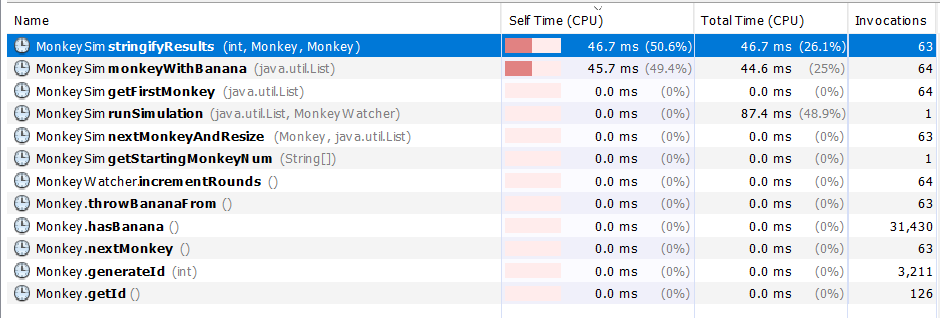 Name Self Time (CPU) Total Time (CPU) Invocations
MonkeySim.stringifyResults (int, Monkey, Monkey) 46.7 ms (50.6%) 46.7 ms (26.1%) 63
MonkeySim.monkeyWithBanana (java.util.List) 45.7 ms (49.4%) 44.6 ms (25%) 64
MonkeySim.getFirstMonkey (java.util.List) 0.0 ms (0%) 0.0 ms (0%) 64
MonkeySim.runSimulation (java.util.List, MonkeyWatcher) 0.0 ms (0%) 87.4 ms (48.9%) 1
MonkeySim.nextMonkeyAndResize (Monkey, java.util.List) 0.0 ms (0%) 0.0 ms (0%) 63
MonkeySim.getStartingMonkeyNum (String[]) 0.0 ms (0%) 0.0 ms (0%) 1
MonkeyWatcher.incrementRounds () 0.0 ms (0%) 0.0 ms (0%) 64
Monkey.throwBananaFrom () 0.0 ms (0%) 0.0 ms (0%) 63
Monkey.hasBanana () 0.0 ms (0%) 0.0 ms (0%) 31,430
Monkey.nextMonkey () 0.0 ms (0%) 0.0 ms (0%) 63
Monkey.generateId (int) 0.0 ms (0%) 0.0 ms (0%) 3,211
Monkey.getId () 0.0 ms (0%) 0.0 ms (0%) 126